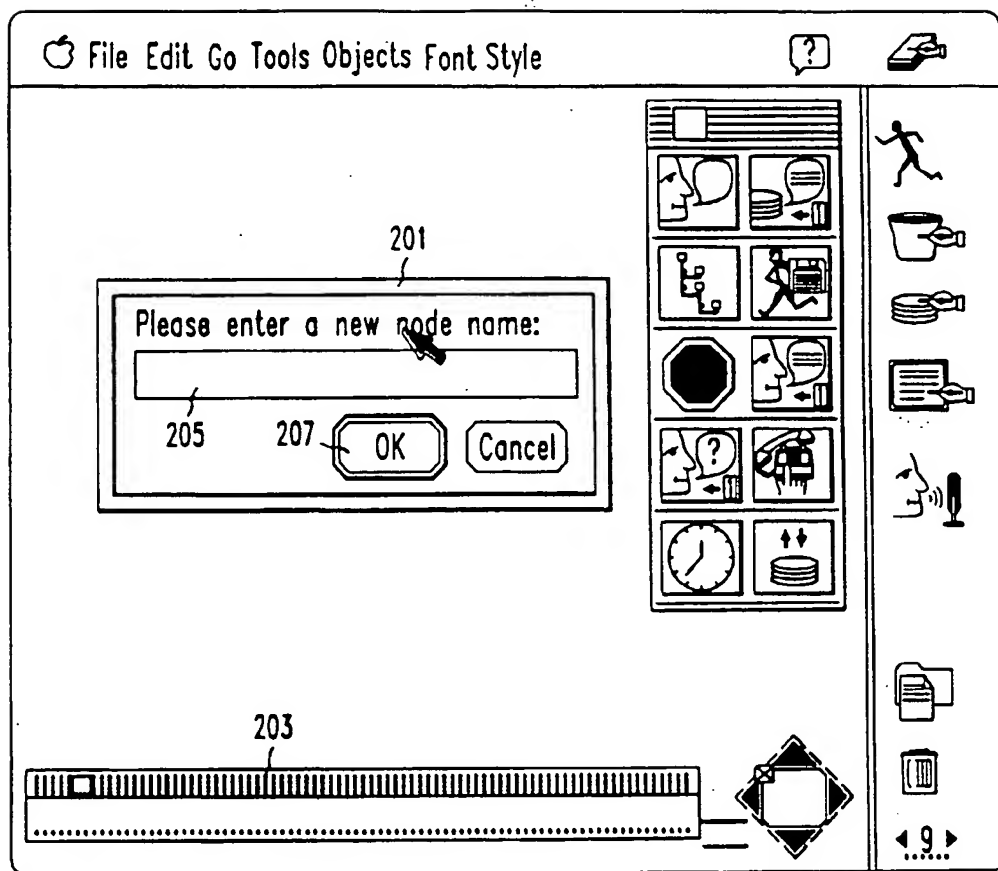 File Edit Go Tools Objects Font Style ?
201
Please enter a new node name:
205 207 OK Cancel
?
203
9